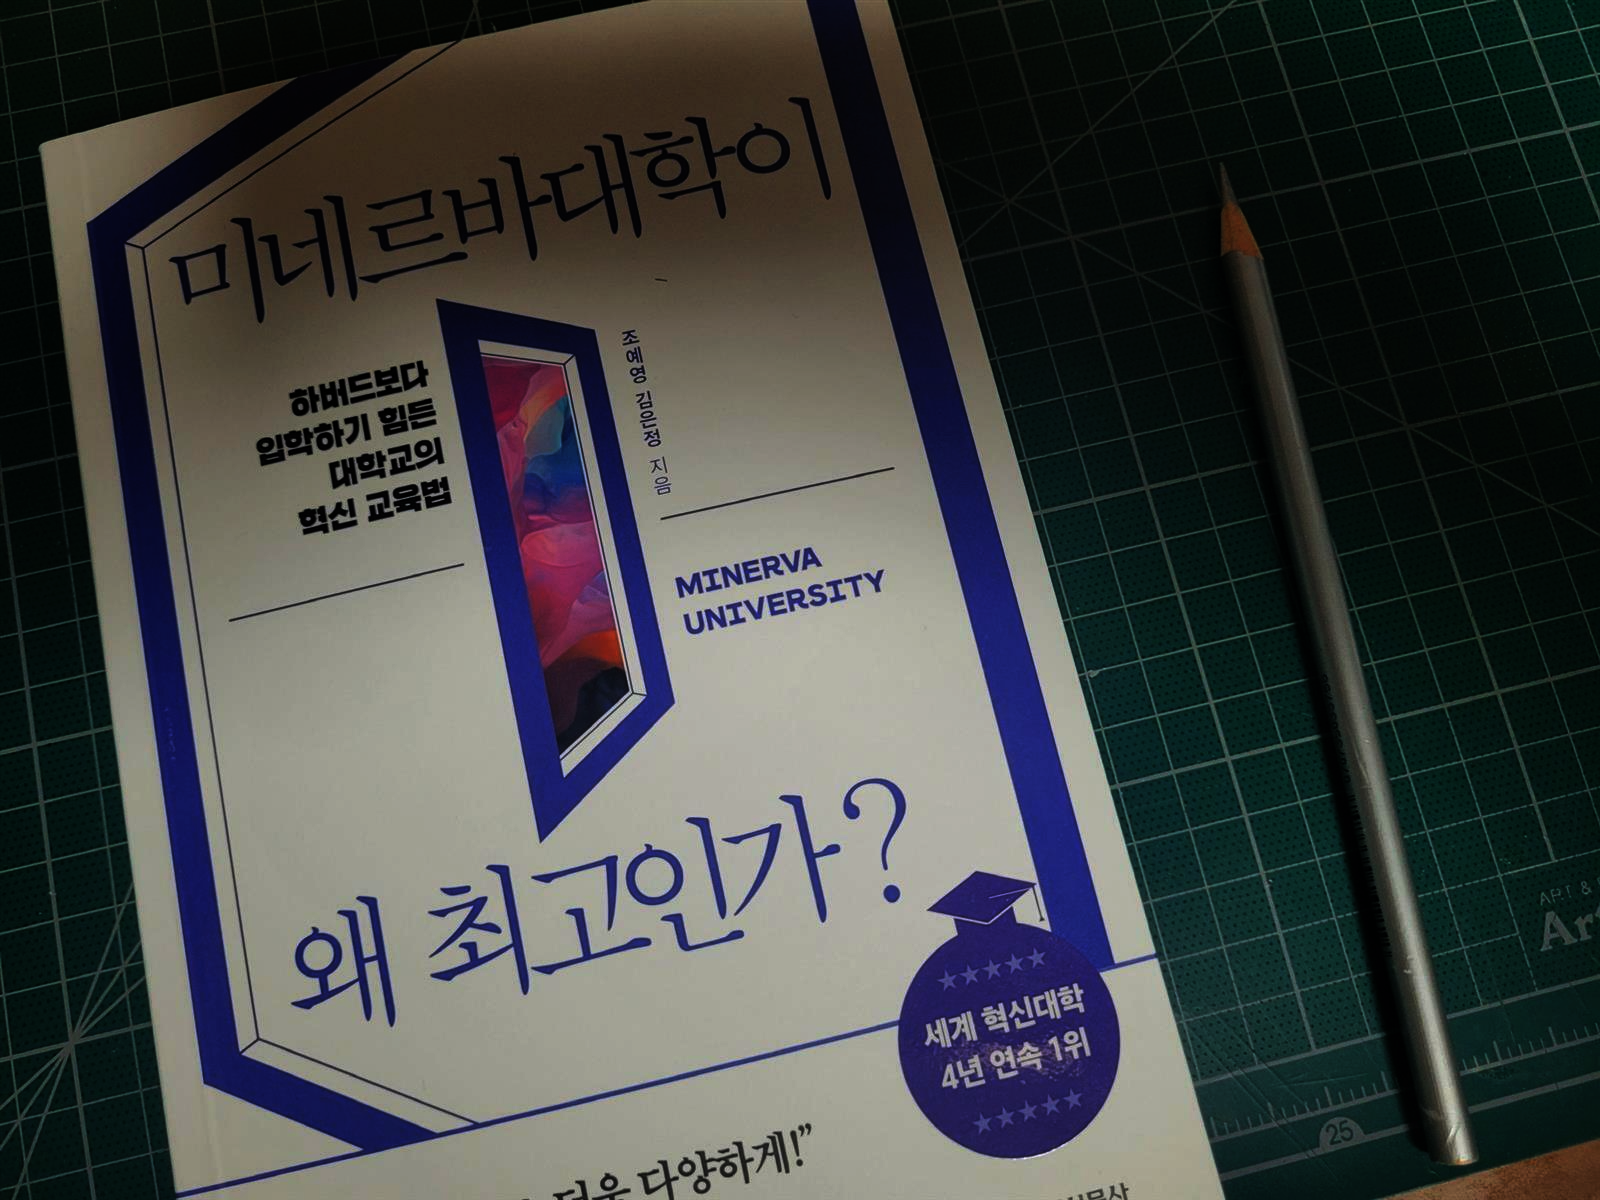 미네르바대학이
하버드보다
입학하기 힘든
대학교의
혁신 교육법
조예영 김은정 지음
MINERVA
UNIVERSITY
왜 최고인가?
★★★★★
세계 혁신대학
4년 연속 1위
★★★★★
다양하게!”
25